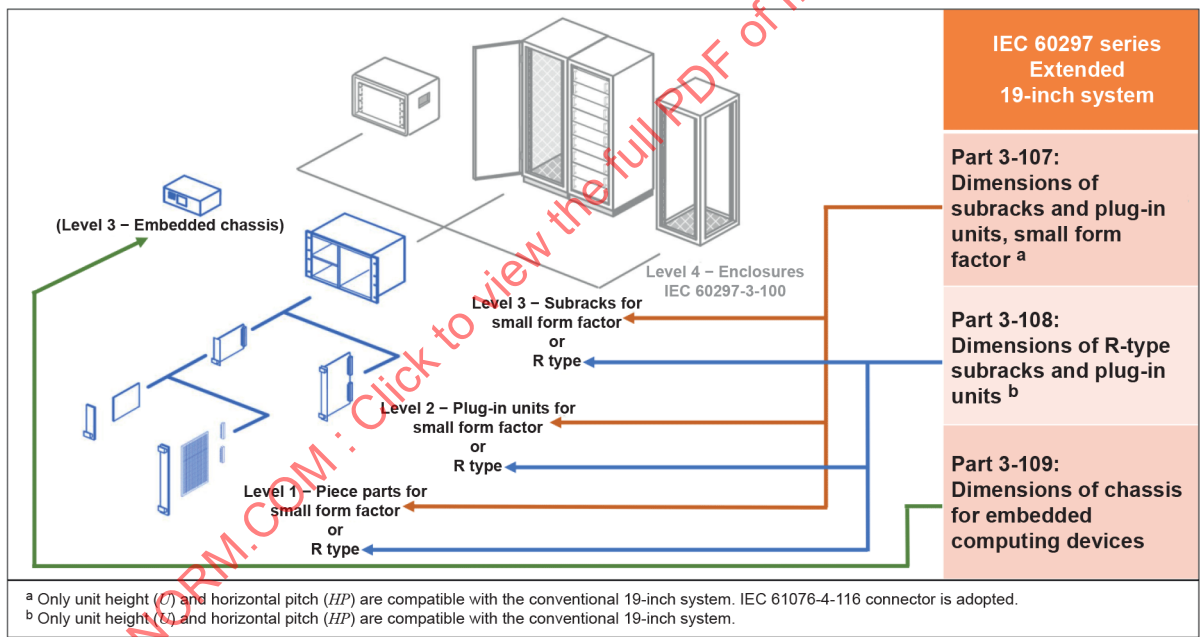 IEC 60297 series
Extended
19-inch system
Part 3-107:
Dimensions of
subracks and plug-in
units, small form
factor a
Part 3-108:
Dimensions of R-type
subracks and plug-in
units b
Part 3-109:
Dimensions of chassis
for embedded
computing devices
(Level 3 – Embedded chassis)
Level 4 – Enclosures
IEC 60297-3-100
Level 3 – Subracks for
small form factor
or
R type
Level 2 – Plug-in units for
small form factor
or
R type
Level 1 – Piece parts for
small form factor
or
R type
a Only unit height (U) and horizontal pitch (HP) are compatible with the conventional 19-inch system. IEC 61076-4-116 connector is adopted.
b Only unit height (U) and horizontal pitch (HP) are compatible with the conventional 19-inch system.
NORM.COM : Click to view the full PDF of